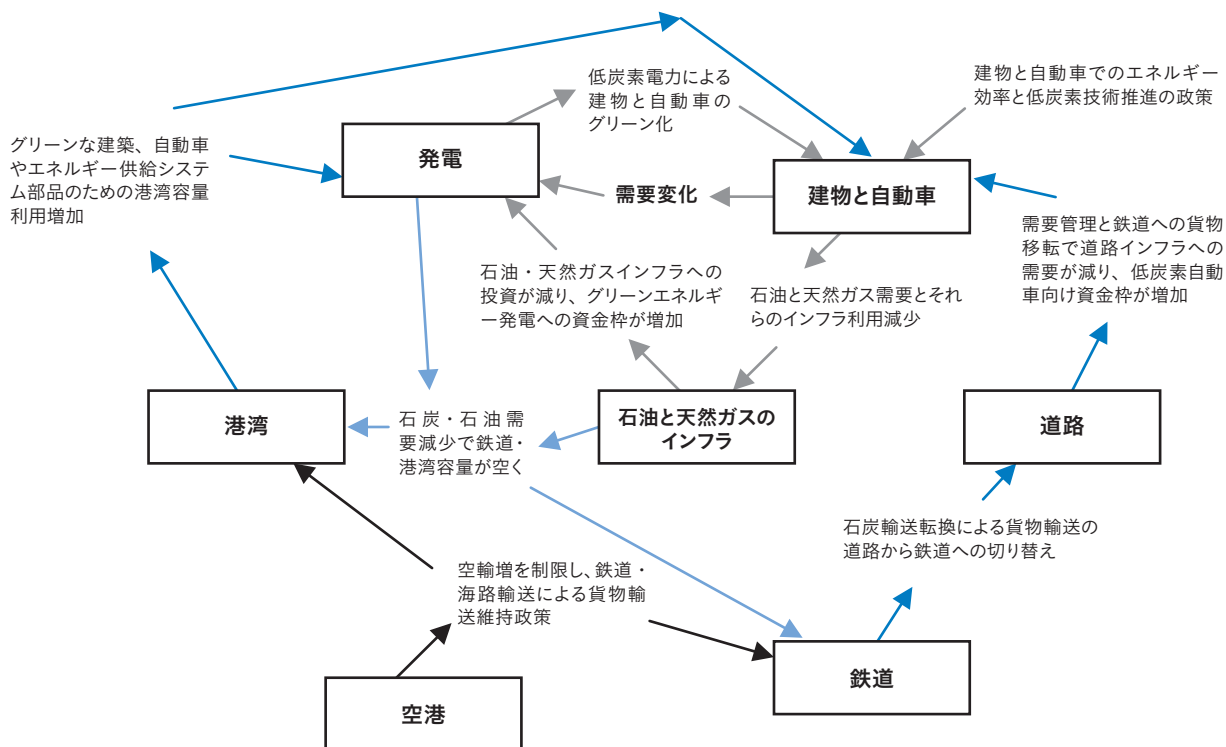 低炭素電力による
建物と自動車の
グリーン化
建物と自動車でのエネルギー
効率と低炭素技術推進の政策
グリーンな建築、自動車
やエネルギー供給システ
ム部品のための港湾容量
利用増加
発電
需要変化
建物と自動車
需要管理と鉄道への貨物
移転で道路インフラへの
需要が減り、低炭素自動
車向け資金枠が増加
石油・天然ガスインフラへの
投資が減り、グリーンエネルギ
ー発電への資金枠が増加
石油と天然ガス需要とそれ
らのインフラ利用減少
港湾
石炭・石油需
要減少で鉄道・
港湾容量が空く
石油と天然ガスの
インフラ
道路
石炭輸送転換による貨物輸送の
道路から鉄道への切り替え
空輸増を制限し、鉄道・
海路輸送による貨物輸
送維持政策
鉄道
空港